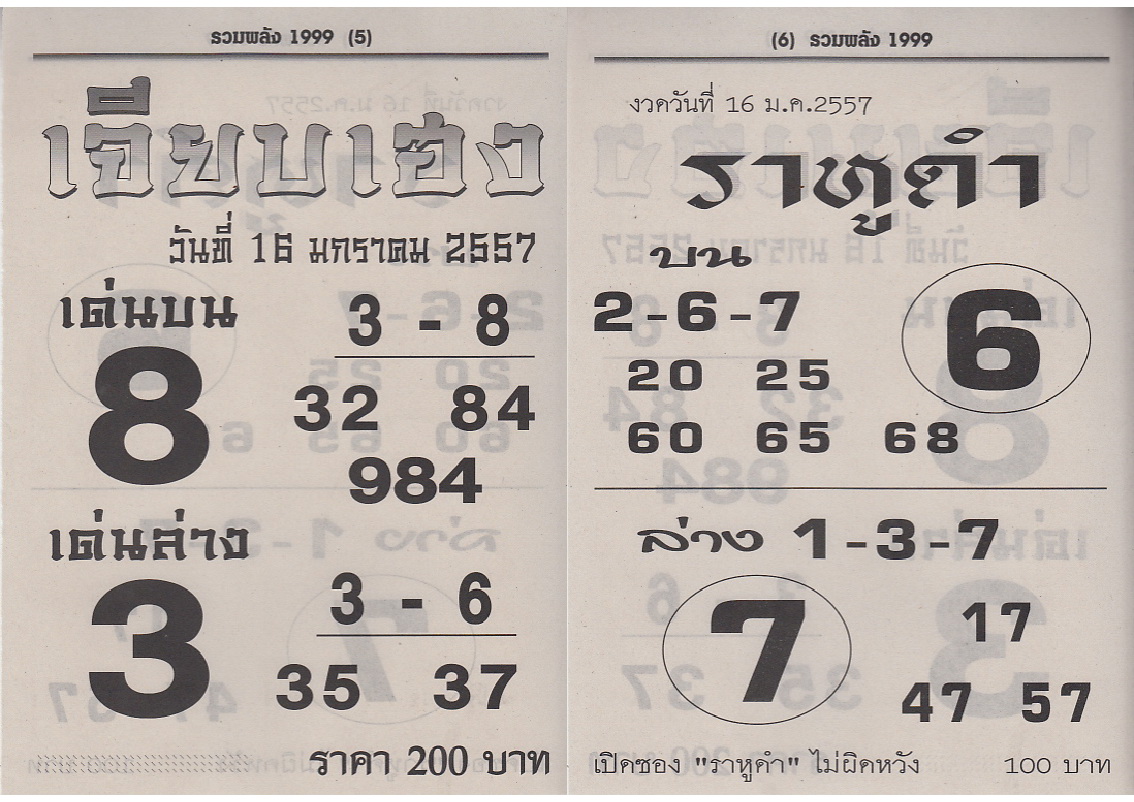 รวมพลัง 1999 (5)
เจียบเฮง
วันที่ 16 มกราคม 2557
เด่นบน
3 - 8
8
32 84
984
เด่นล่าง
3 - 6
3
35 37
ราคา 200 บาท
(6) รวมพลัง 1999
งวดวันที่ 16 ม.ค.2557
ราหูดำ
บน
2-6-7
6
20 25
60 65 68
ล่าง 1-3-7
7
17
47 57
เปิดซอง "ราหูดำ" ไม่ผิดหวัง 100 บาท